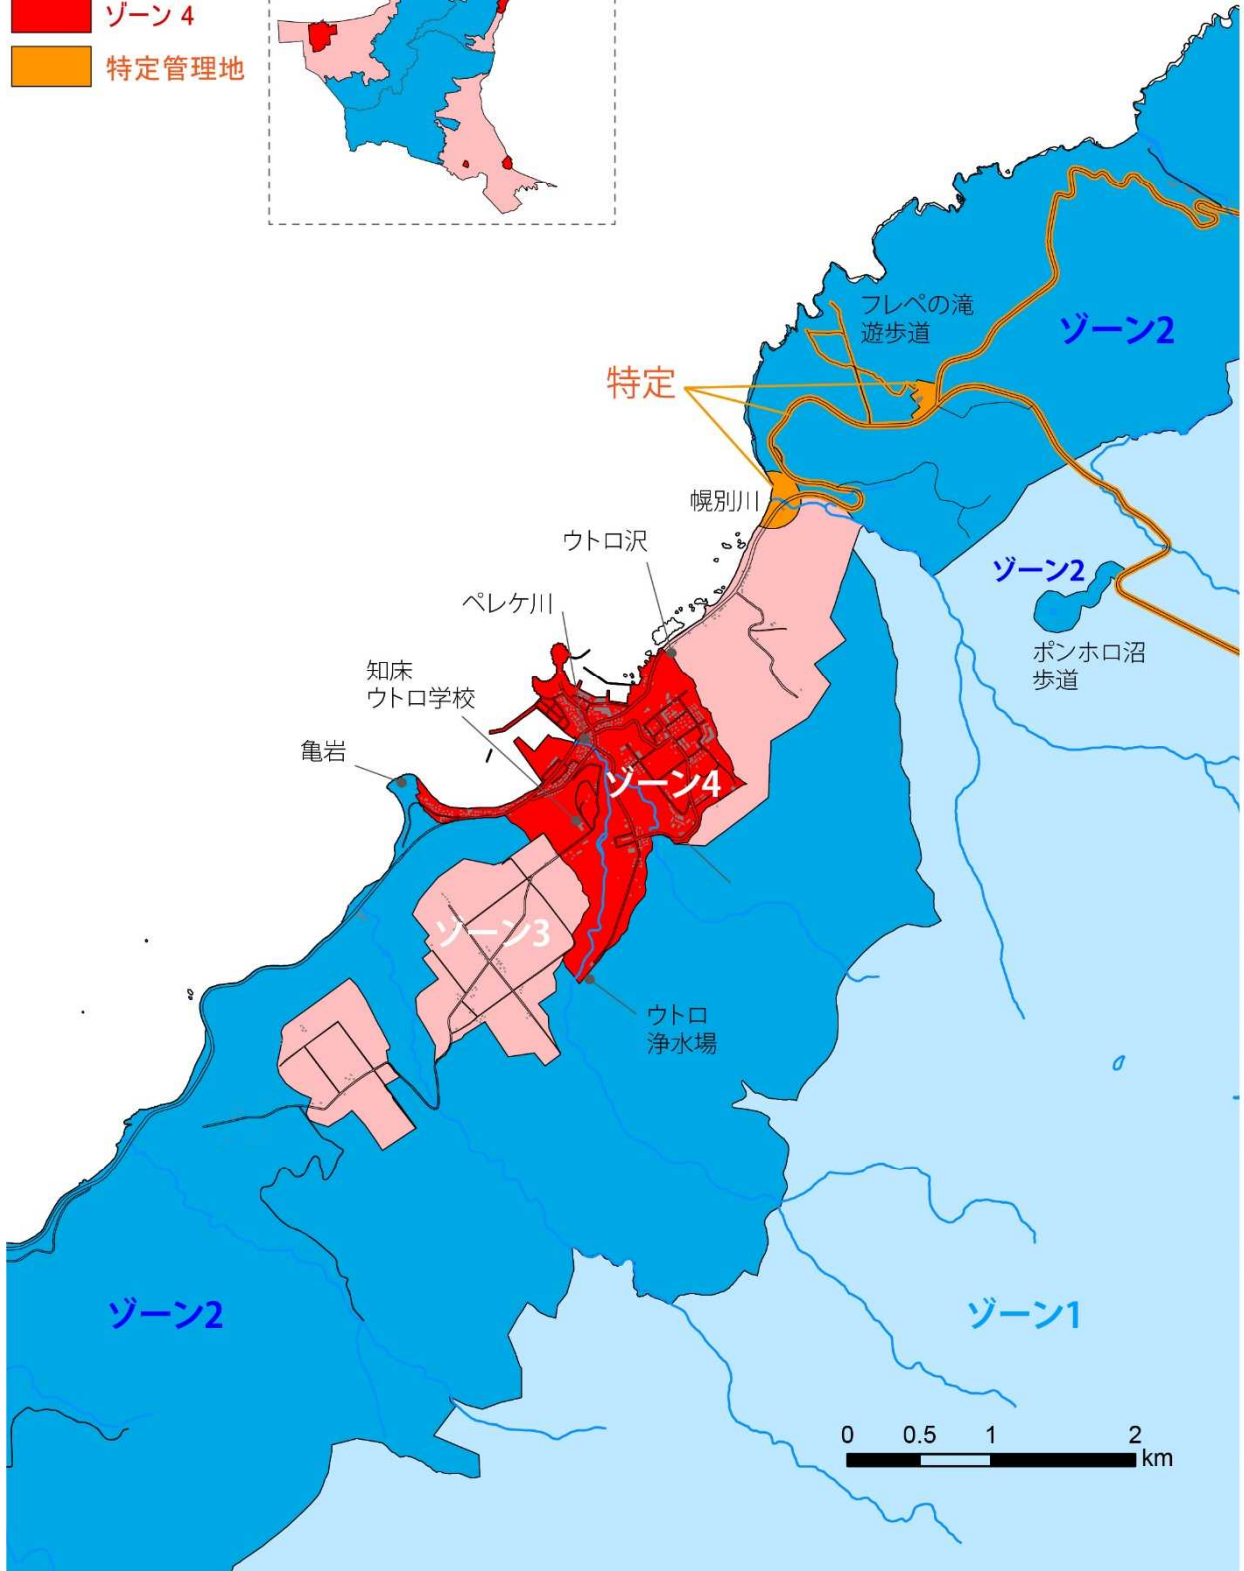 ゾーン 4
特定管理地
フレペの滝
遊歩道
ゾーン2
特定
幌別川
ウトロ沢
ゾーン2
ペレケ川
ポンホロ沼
歩道
知床
ウトロ学校
亀岩
ゾーン4
ゾーン3
ウトロ
浄水場
ゾーン2
ゾーン1
0 0.5 1 2
km